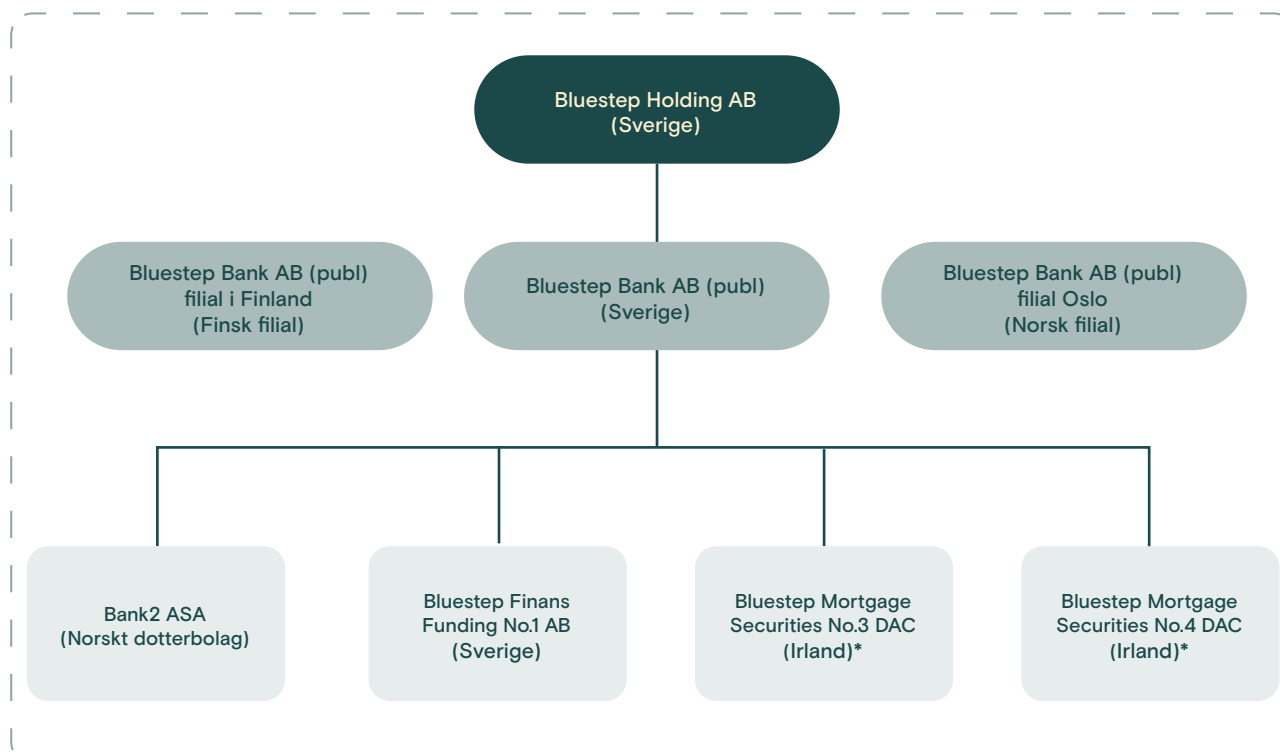 Bluestep Holding AB
(Sverige)
Bluestep Bank AB (publ)
filial i Finland
(Finsk filial)
Bluestep Bank AB (publ)
(Sverige)
Bluestep Bank AB (publ)
filial Oslo
(Norsk filial)
Bank2 ASA
(Norskt dotterbolag)
Bluestep Finans
Funding No.1 AB
(Sverige)
Bluestep Mortgage
Securities No.3 DAC
(Irland)*
Bluestep Mortgage
Securities No.4 DAC
(Irland)*